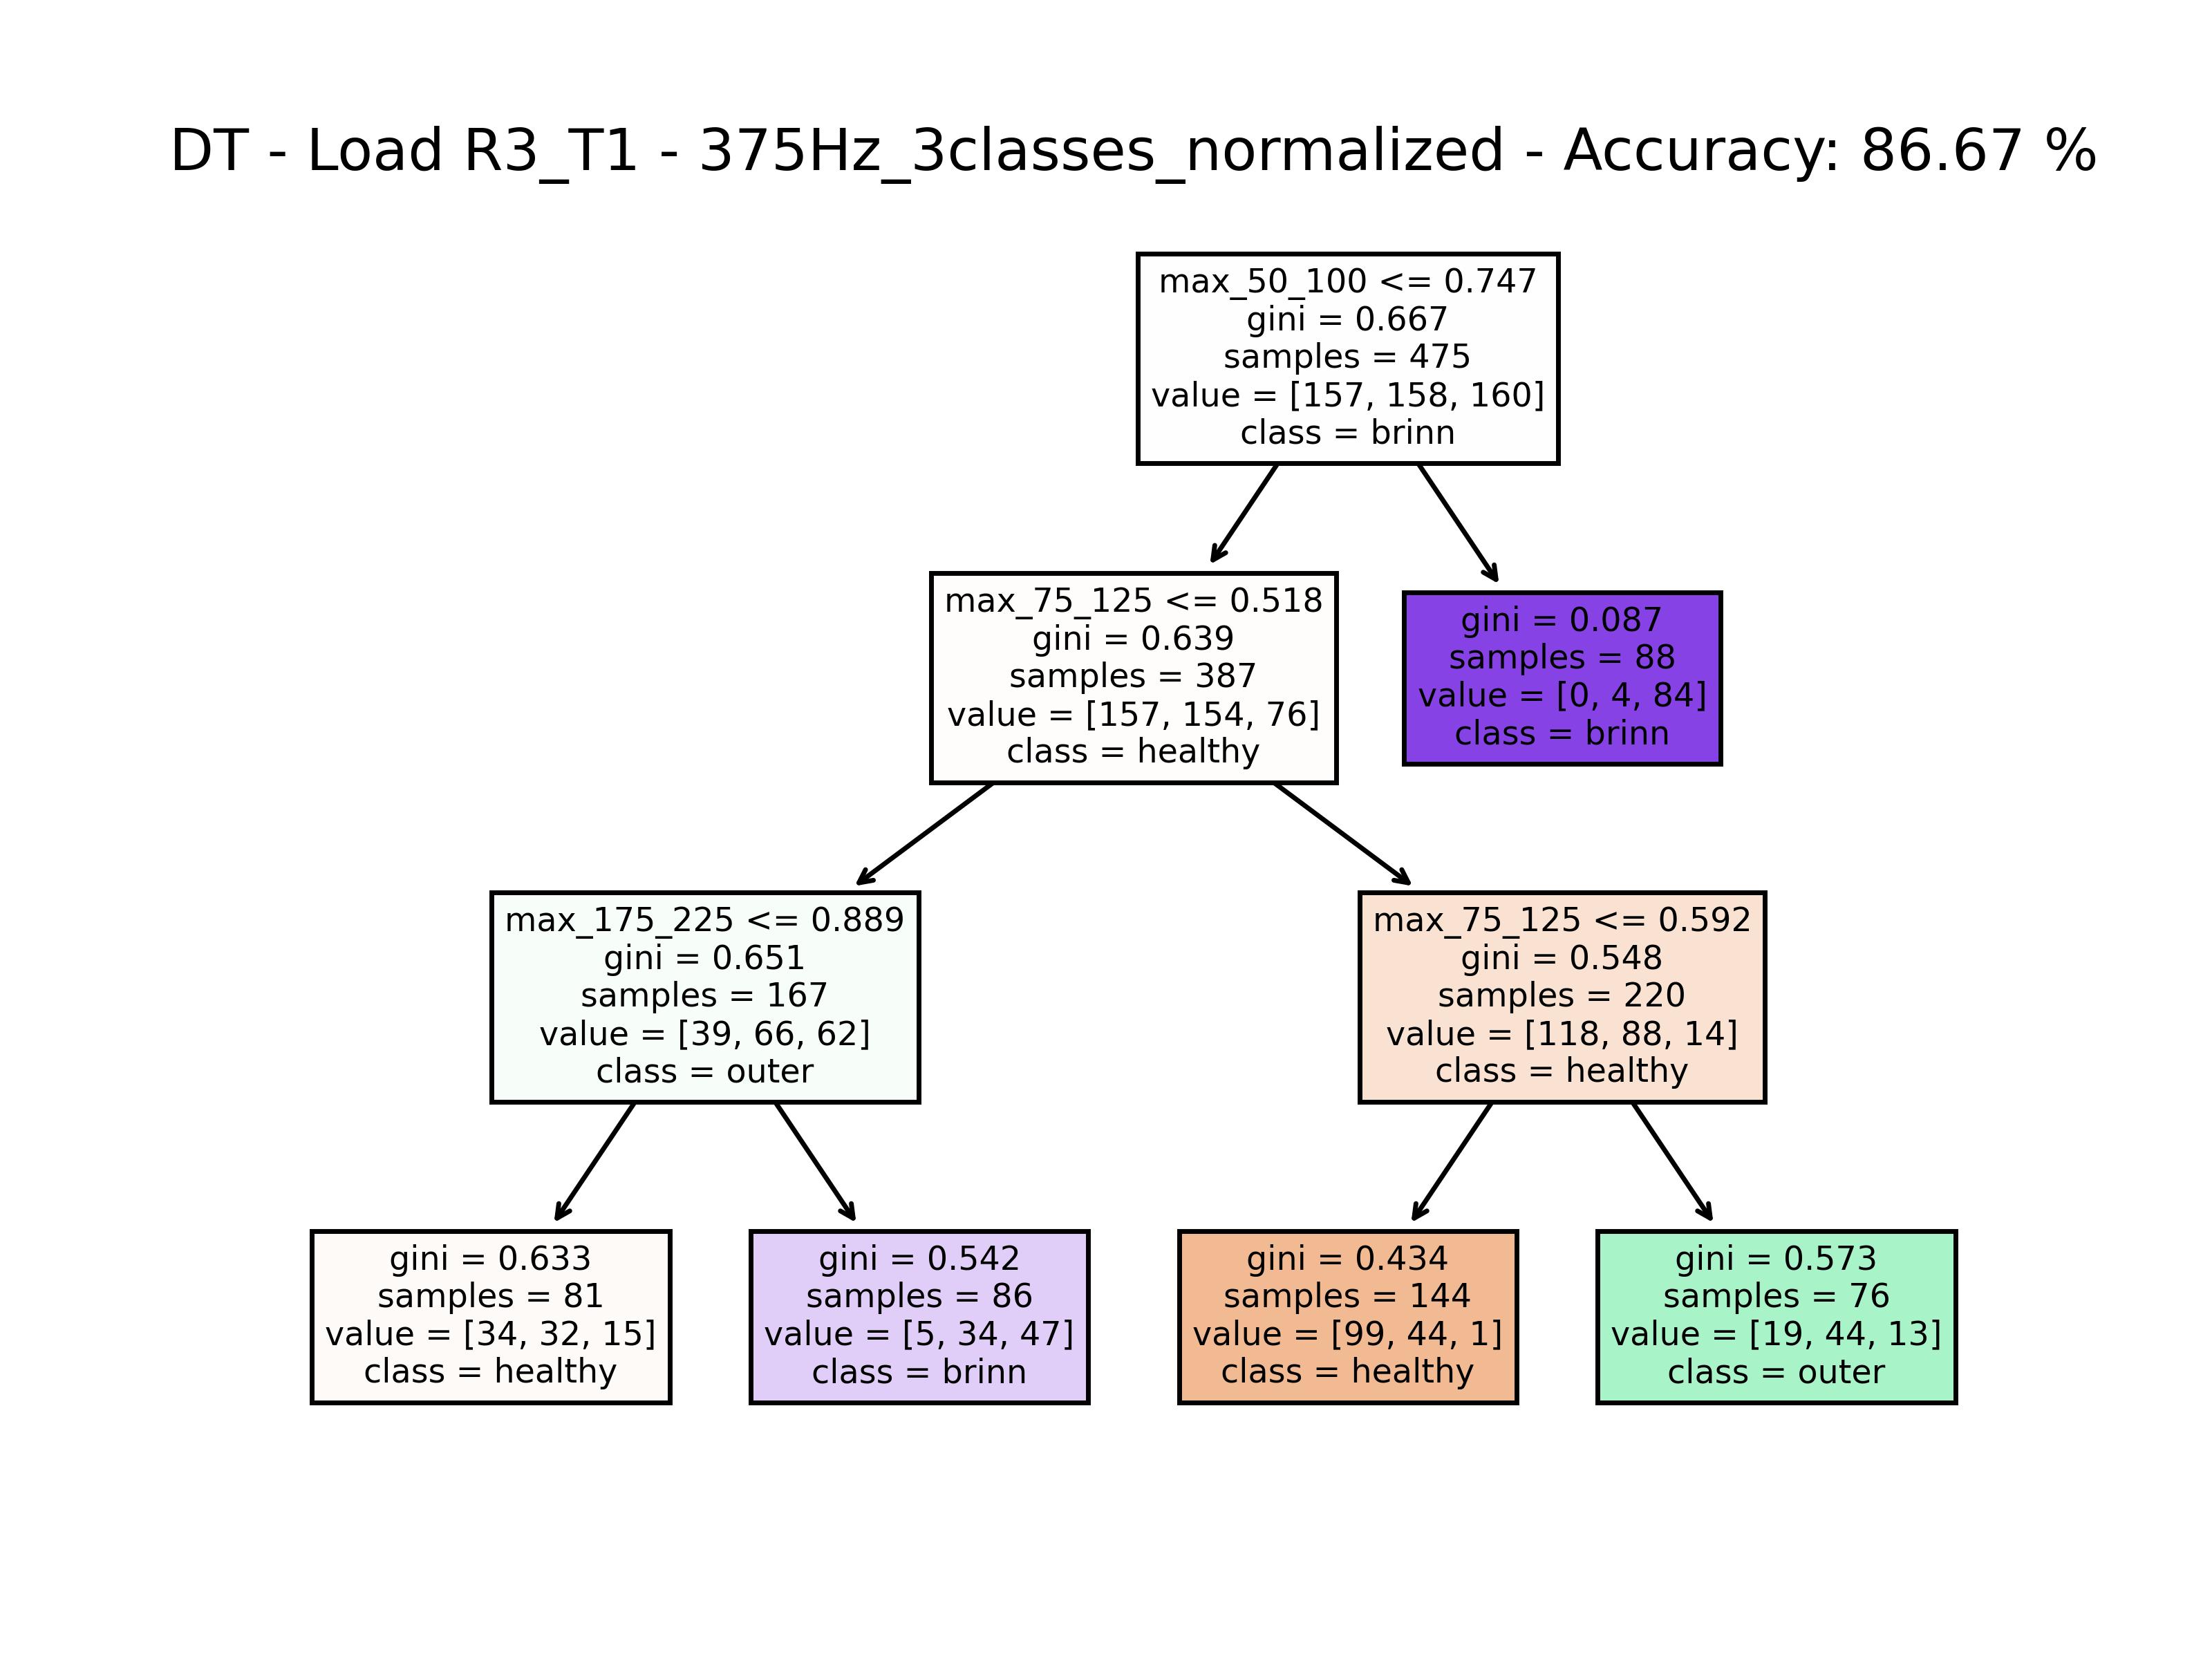 DT - Load R3_T1 - 375Hz_3classes_normalized - Accuracy: 86.67 %
max_50_100 <= 0.747
gini = 0.667
samples = 475
value = [157, 158, 160]
class = brinn
max_75_125 <= 0.518
gini = 0.639
samples = 387
value = [157, 154, 76]
class = healthy
gini = 0.087
samples = 88
value = [0, 4, 84]
class = brinn
max_175_225 <= 0.889
gini = 0.651
samples = 167
value = [39, 66, 62]
class = outer
max_75_125 <= 0.592
gini = 0.548
samples = 220
value = [118, 88, 14]
class = healthy
gini = 0.633
samples = 81
value = [34, 32, 15]
class = healthy
gini = 0.542
samples = 86
value = [5, 34, 47]
class = brinn
gini = 0.434
samples = 144
value = [99, 44, 1]
class = healthy
gini = 0.573
samples = 76
value = [19, 44, 13]
class = outer